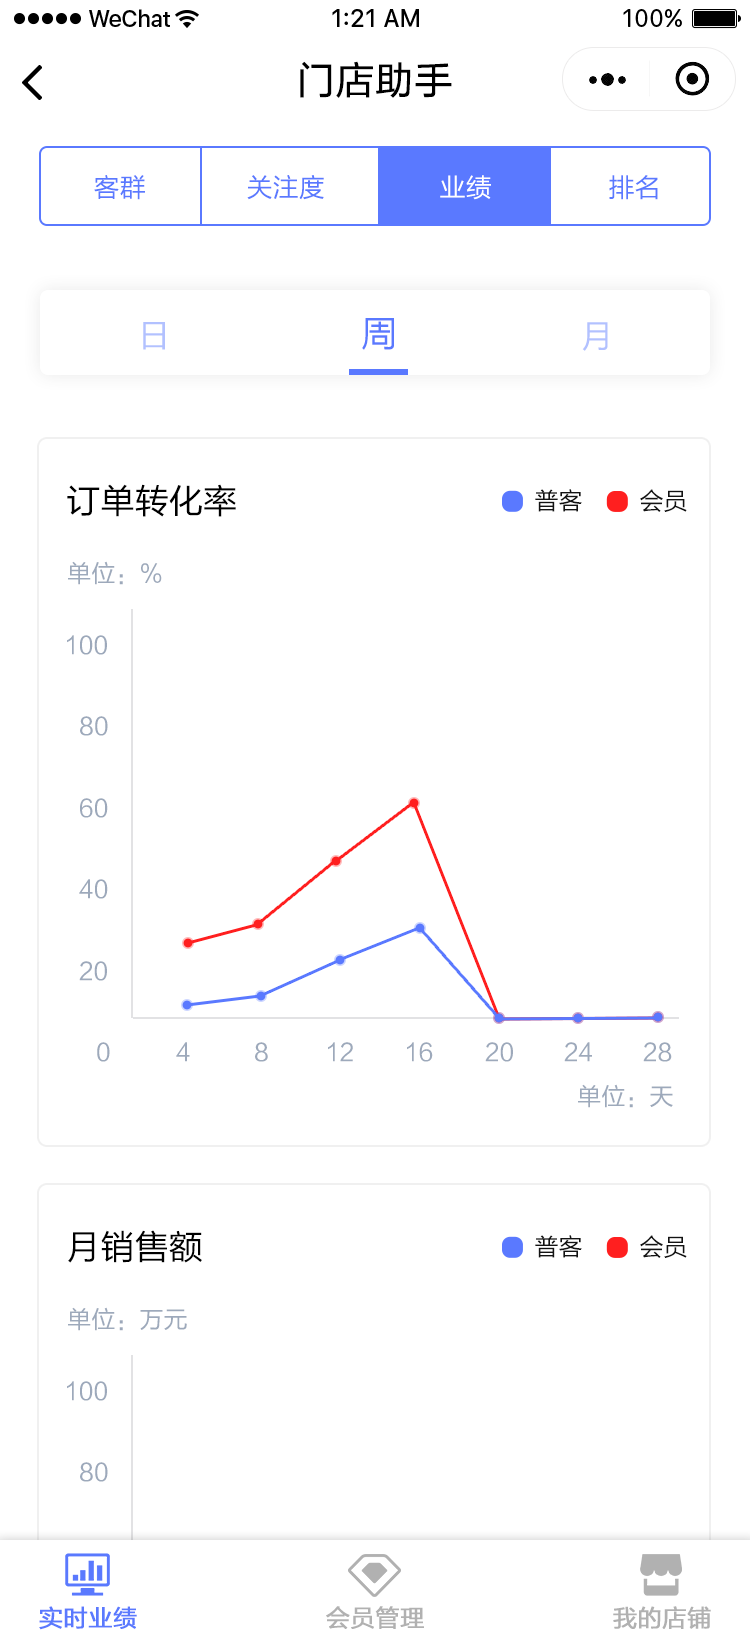 WeChat 1:21 AM 100%
门店助手
客群 关注度 业绩 排名
日 周 月
订单转化率 普客 会员
单位：%
100
80
60
40
20
0 4 8 12 16 20 24 28
单位：天
月销售额 普客 会员
单位：万元
100
80
实时业绩 会员管理 我的店铺